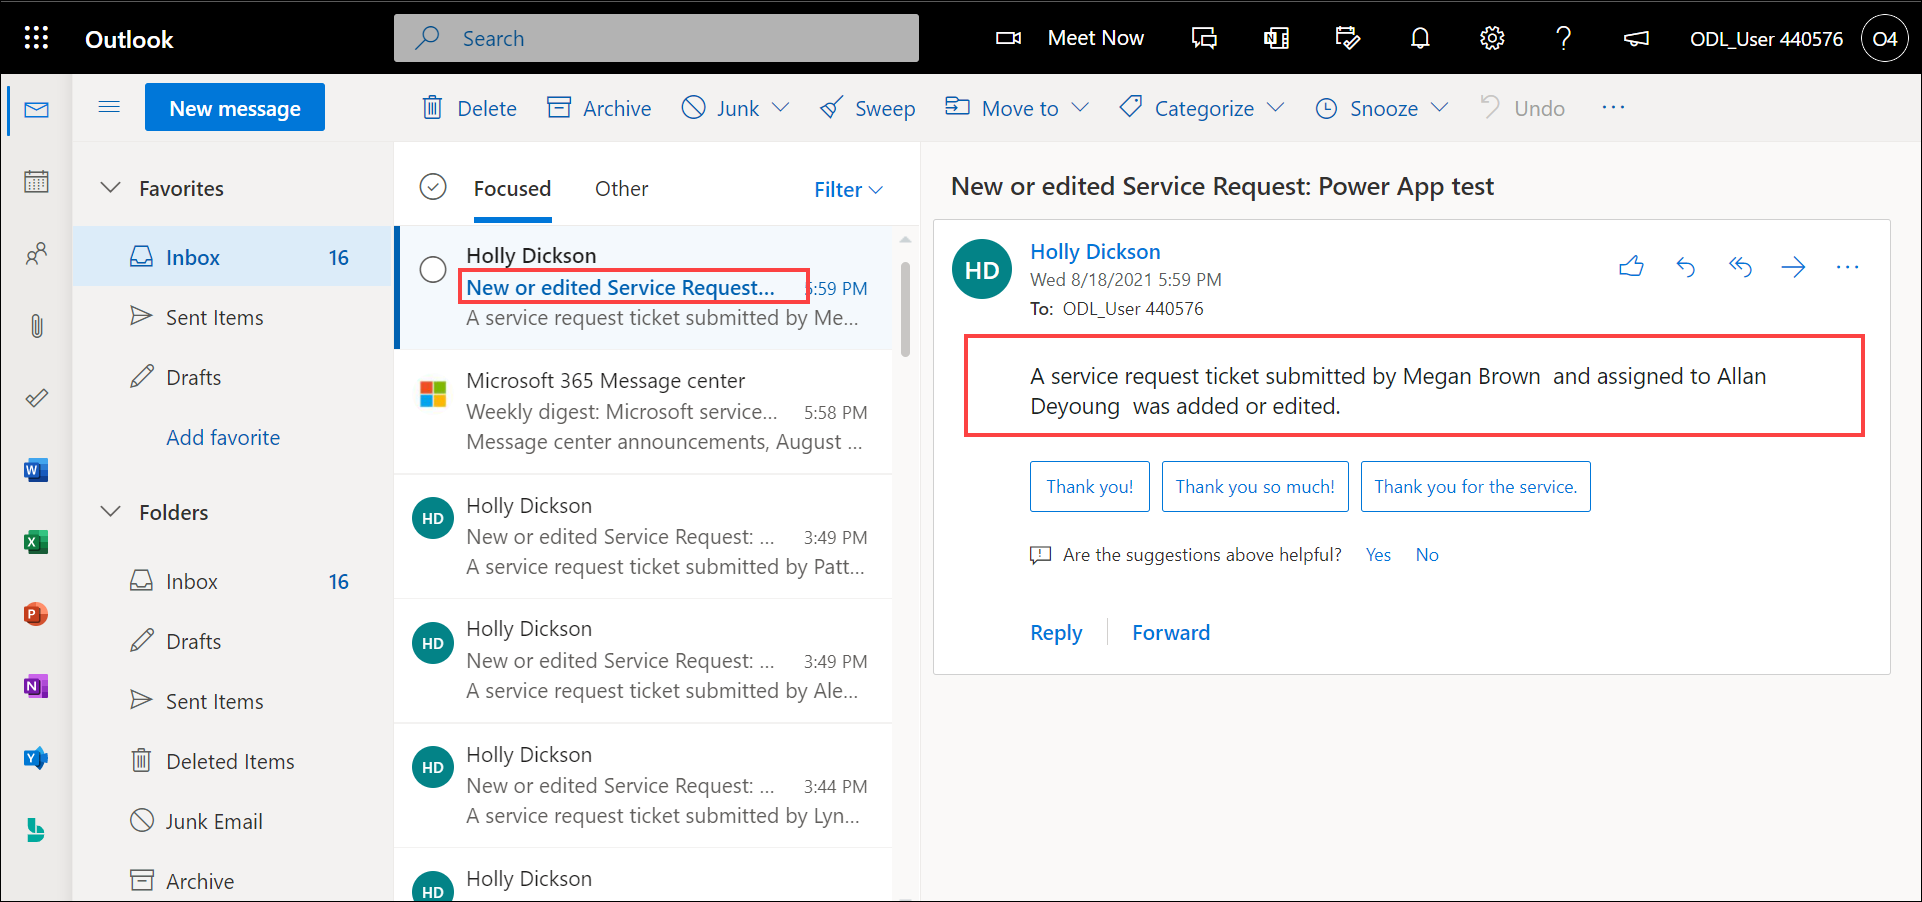 Outlook
Search
Meet Now
ODL_User 440576
O4
New message
Delete
Archive
Junk
Sweep
Move to
Categorize
Snooze
Undo
Favorites
Inbox 16
Sent Items
Drafts
Add favorite
Folders
Inbox 16
Drafts
Sent Items
Deleted Items
Junk Email
Archive
Focused
Other
Filter
Holly Dickson
New or edited Service Request... 5:59 PM
A service request ticket submitted by Me...
Microsoft 365 Message center
Weekly digest: Microsoft service... 5:58 PM
Message center announcements, August ...
HD
Holly Dickson
New or edited Service Request: ... 3:49 PM
A service request ticket submitted by Patt...
HD
Holly Dickson
New or edited Service Request: ... 3:49 PM
A service request ticket submitted by Ale...
HD
Holly Dickson
New or edited Service Request: ... 3:44 PM
A service request ticket submitted by Lyn...
HD
Holly Dickson
New or edited Service Request: Power App test
HD
Holly Dickson
Wed 8/18/2021 5:59 PM
To: ODL_User 440576
A service request ticket submitted by Megan Brown and assigned to Allan
Deyoung was added or edited.
Thank you!
Thank you so much!
Thank you for the service.
Are the suggestions above helpful? Yes No
Reply
Forward